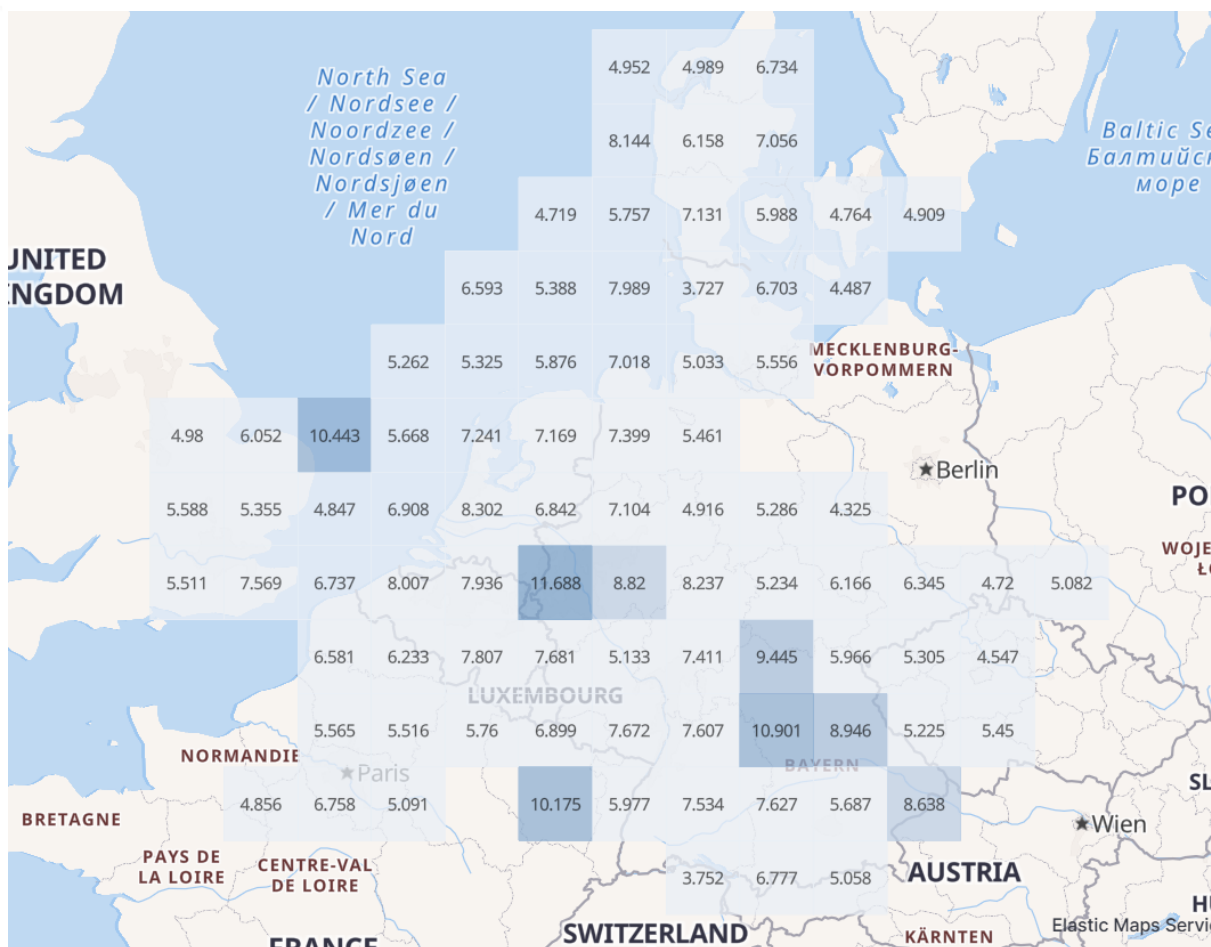 4.952 4.989 6.734
North Sea
/ Nordsee /
Noordzee /
Nordsøen /
Nordsjøen
/ Mer du
Nord
8.144 6.158 7.056
Baltic Se
Балтийск
море
4.719 5.757 7.131 5.988 4.764 4.909
UNITED
INGDOM
6.593 5.388 7.989 3.727 6.703 4.487
5.262 5.325 5.876 7.018 5.033 5.556
MECKLENBURG-
VORPOMMERN
4.98 6.052 10.443 5.668 7.241 7.169 7.399 5.461
Berlin
PO
5.588 5.355 4.847 6.908 8.302 6.842 7.104 4.916 5.286 4.325
WOJE
Ł
5.511 7.569 6.737 8.007 7.936 11.688 8.82 8.237 5.234 6.166 6.345 4.72 5.082
6.581 6.233 7.807 7.681 5.133 7.411 9.445 5.966 5.305 4.547
LUXEMBOURG
5.565 5.516 5.76 6.899 7.672 7.607 10.901 8.946 5.225 5.45
NORMANDIE
BAYERN
Paris
SL
4.856 6.758 5.091 10.175 5.977 7.534 7.627 5.687 8.638
BRETAGNE
Wien
PAYS DE
LA LOIRE
CENTRE-VAL
DE LOIRE
3.752 6.777 5.058
AUSTRIA
SWITZERLAND
FRANCE
KÄRNTEN
HU
Elastic Maps Servic